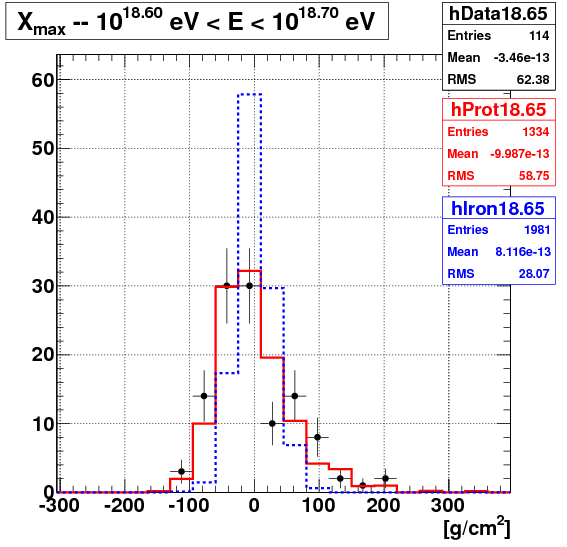 X_max -- 10^18.60 eV < E < 10^18.70 eV
hData18.65
Entries 114
Mean -3.46e-13
RMS 62.38
hProt18.65
Entries 1334
Mean -9.987e-13
RMS 58.75
hIron18.65
Entries 1981
Mean 8.116e-13
RMS 28.07
60
50
40
30
20
10
0
-300 -200 -100 0 100 200 300
[g/cm^2]